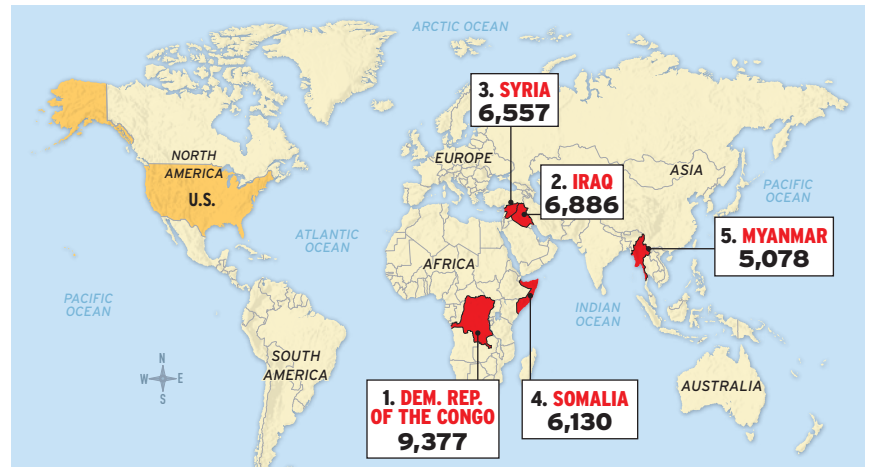 ARCTIC OCEAN
3. SYRIA
6,557
NORTH
AMERICA
U.S.
EUROPE
ASIA
2. IRAQ
6,886
PACIFIC
OCEAN
ATLANTIC
OCEAN
5. MYANMAR
5,078
AFRICA
PACIFIC
OCEAN
INDIAN
OCEAN
N
W E
S
SOUTH
AMERICA
1. DEM. REP.
OF THE CONGO
9,377
4. SOMALIA
6,130
AUSTRALIA